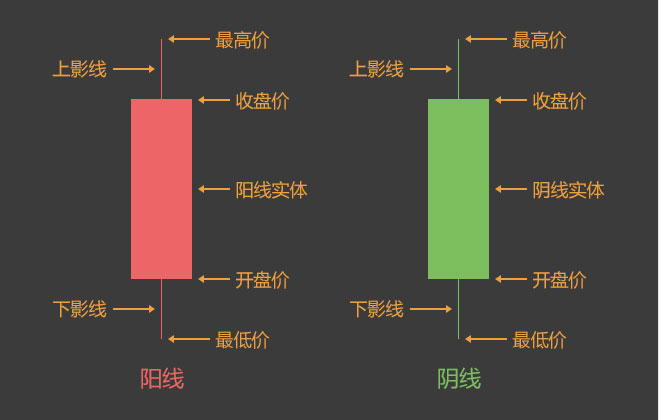 最高价
最高价
上影线
上影线
收盘价
收盘价
阳线实体
阴线实体
开盘价
开盘价
下影线
下影线
最低价
最低价
阳线
阴线